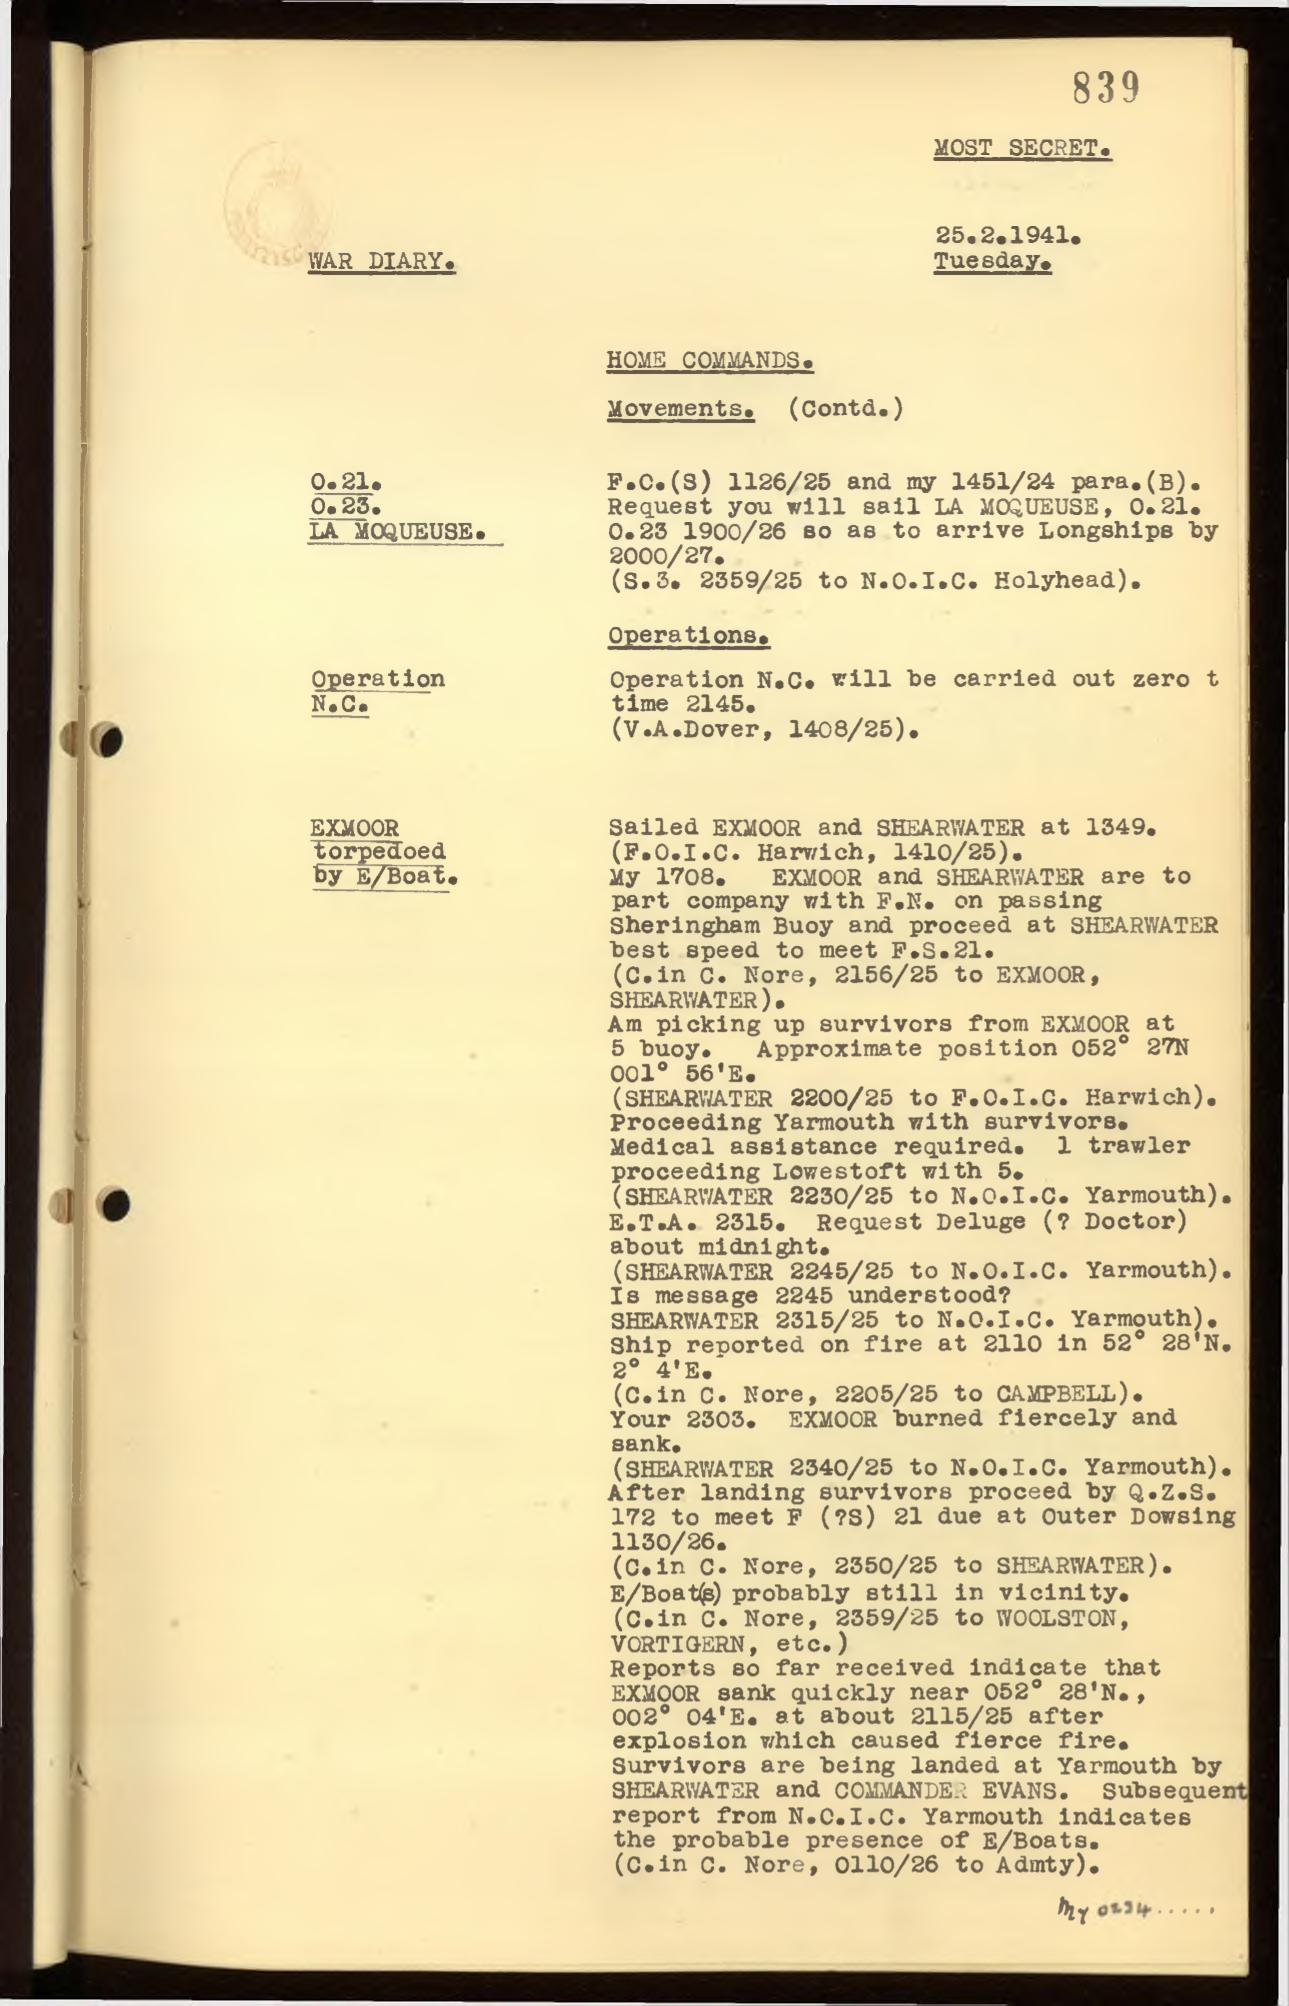 839
MOST SECRET.
25.2.1941.
Tuesday.
WAR DIARY.
HOME COMMANDS.
Movements. (Contd.)
O.21.
O.23.
LA MOQUEUSE.
F.C.(S) 1126/25 and my 1451/24 para.(B).
Request you will sail LA MOQUEUSE, O.21.
O.23 1900/26 so as to arrive Longships by
2000/27.
(S.3. 2359/25 to N.O.I.C. Holyhead).
Operations.
Operation
N.C.
Operation N.C. will be carried out zero t
time 2145.
(V.A.Dover, 1408/25).
EXMOOR
torpedoed
by E/Boat.
Sailed EXMOOR and SHEARWATER at 1349.
(F.O.I.C. Harwich, 1410/25).
My 1708. EXMOOR and SHEARWATER are to
part company with F.N. on passing
Sheringham Buoy and proceed at SHEARWATER
best speed to meet F.S.21.
(C.in C. Nore, 2156/25 to EXMOOR,
SHEARWATER).
Am picking up survivors from EXMOOR at
5 buoy. Approximate position 052° 27N
001° 56'E.
(SHEARWATER 2200/25 to F.O.I.C. Harwich).
Proceeding Yarmouth with survivors.
Medical assistance required. 1 trawler
proceeding Lowestoft with 5.
(SHEARWATER 2230/25 to N.O.I.C. Yarmouth).
E.T.A. 2315. Request Deluge (? Doctor)
about midnight.
(SHEARWATER 2245/25 to N.O.I.C. Yarmouth).
Is message 2245 understood?
SHEARWATER 2315/25 to N.O.I.C. Yarmouth).
Ship reported on fire at 2110 in 52° 28'N.
2° 4'E.
(C.in C. Nore, 2205/25 to CAMPBELL).
Your 2303. EXMOOR burned fiercely and
sank.
(SHEARWATER 2340/25 to N.O.I.C. Yarmouth).
After landing survivors proceed by Q.Z.S.
172 to meet F (?S) 21 due at Outer Dowsing
1130/26.
(C.in C. Nore, 2350/25 to SHEARWATER).
E/Boat(s) probably still in vicinity.
(C.in C. Nore, 2359/25 to WOOLSTON,
VORTIGERN, etc.)
Reports so far received indicate that
EXMOOR sank quickly near 052° 28'N.,
002° 04'E. at about 2115/25 after
explosion which caused fierce fire.
Survivors are being landed at Yarmouth by
SHEARWATER and COMMANDER EVANS. Subsequent
report from N.O.I.C. Yarmouth indicates
the probable presence of E/Boats.
(C.in C. Nore, 0110/26 to Admty).
My 0234.....